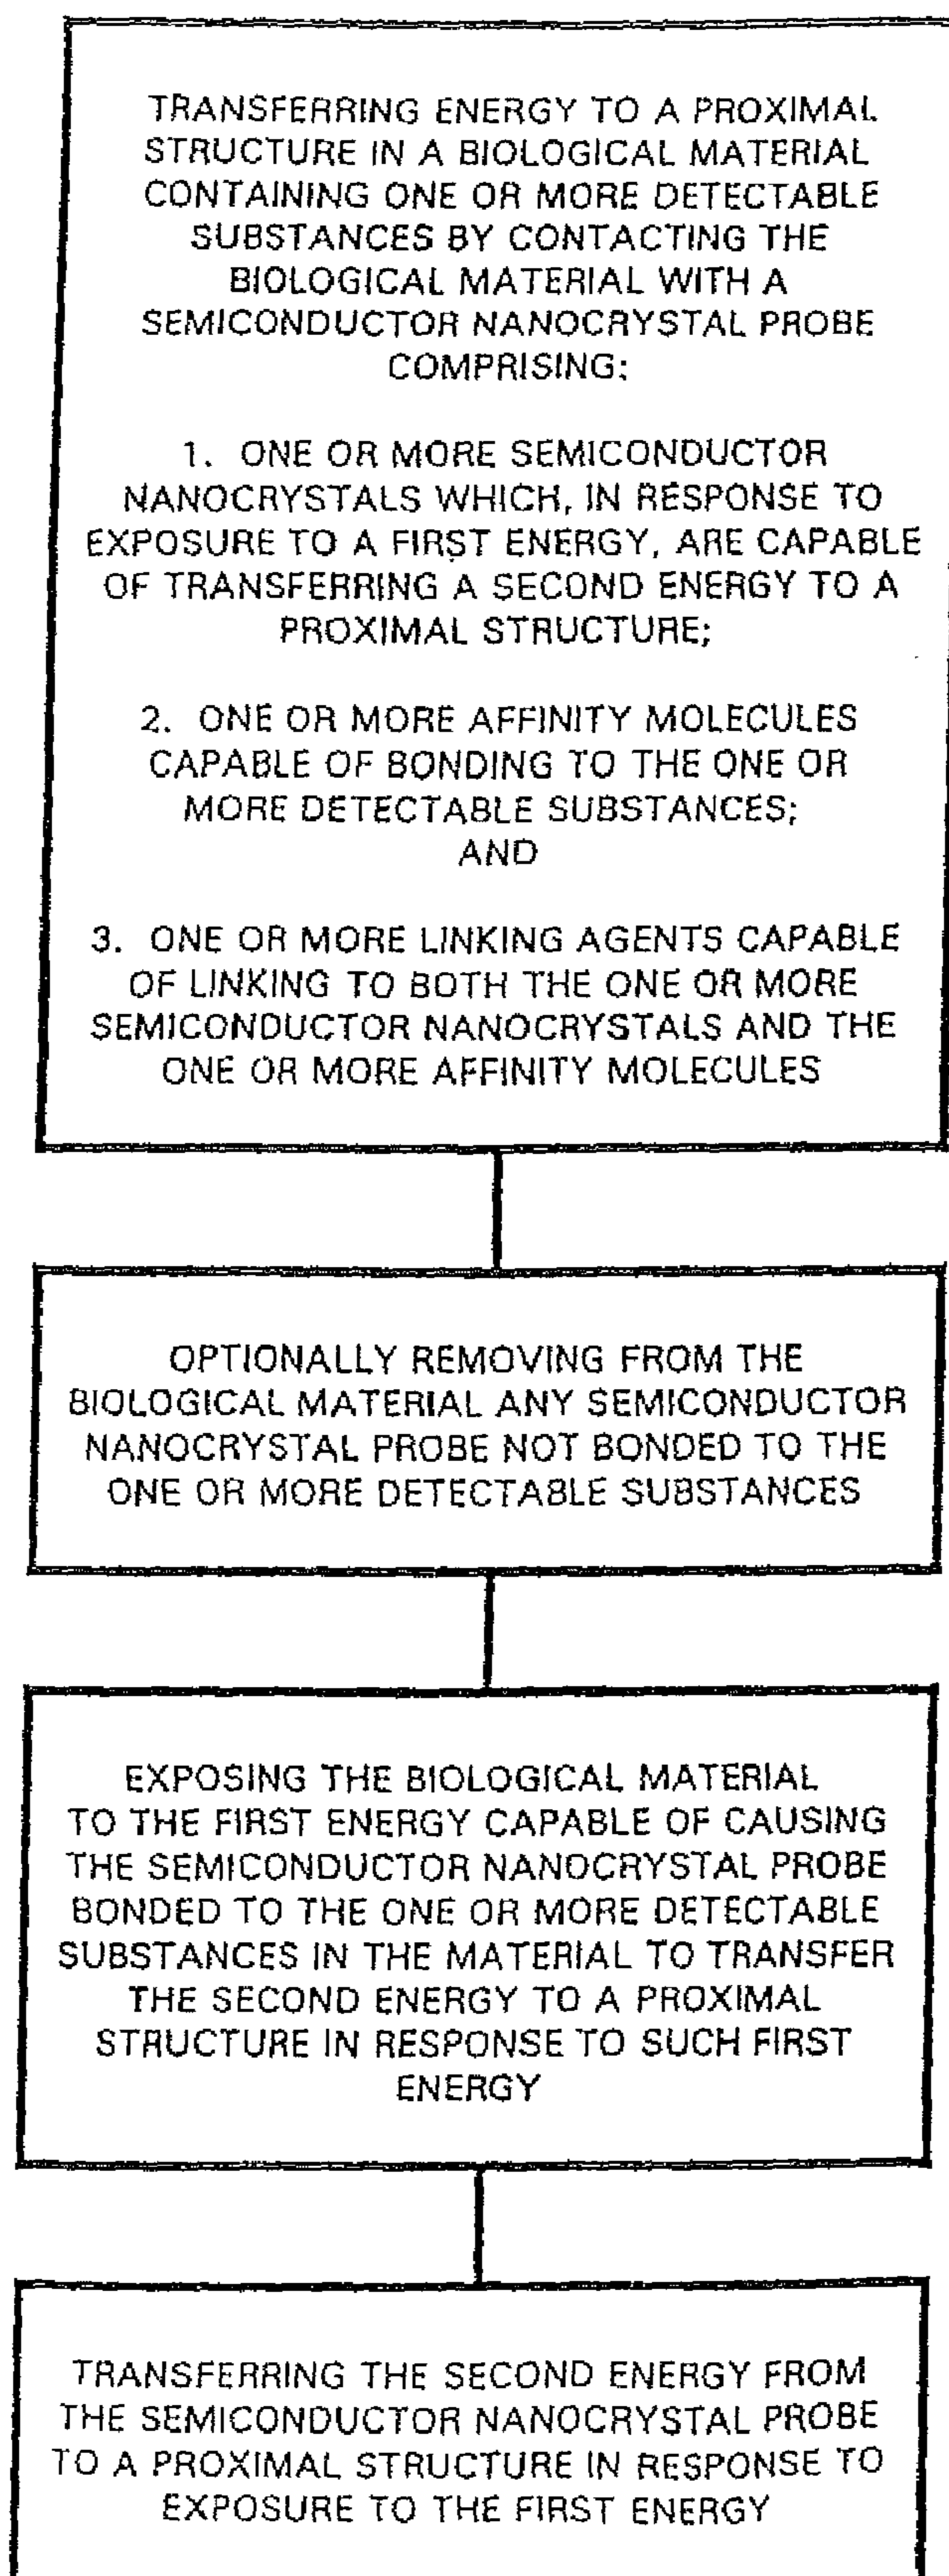 TRANSFERRING ENERGY TO A PROXIMAL
STRUCTURE IN A BIOLOGICAL MATERIAL
CONTAINING ONE OR MORE DETECTABLE
SUBSTANCES BY CONTACTING THE
BIOLOGICAL MATERIAL WITH A
SEMICONDUCTOR NANOCRYSTAL PROBE
COMPRISING:
1. ONE OR MORE SEMICONDUCTOR
NANOCRYSTALS WHICH, IN RESPONSE TO
EXPOSURE TO A FIRST ENERGY, ARE CAPABLE
OF TRANSFERRING A SECOND ENERGY TO A
PROXIMAL STRUCTURE;
2. ONE OR MORE AFFINITY MOLECULES
CAPABLE OF BONDING TO THE ONE OR
MORE DETECTABLE SUBSTANCES;
AND
3. ONE OR MORE LINKING AGENTS CAPABLE
OF LINKING TO BOTH THE ONE OR MORE
SEMICONDUCTOR NANOCRYSTALS AND THE
ONE OR MORE AFFINITY MOLECULES
OPTIONALLY REMOVING FROM THE
BIOLOGICAL MATERIAL ANY SEMICONDUCTOR
NANOCRYSTAL PROBE NOT BONDED TO THE
ONE OR MORE DETECTABLE SUBSTANCES
EXPOSING THE BIOLOGICAL MATERIAL
TO THE FIRST ENERGY CAPABLE OF CAUSING
THE SEMICONDUCTOR NANOCRYSTAL PROBE
BONDED TO THE ONE OR MORE DETECTABLE
SUBSTANCES IN THE MATERIAL TO TRANSFER
THE SECOND ENERGY TO A PROXIMAL
STRUCTURE IN RESPONSE TO SUCH FIRST
ENERGY
TRANSFERRING THE SECOND ENERGY FROM
THE SEMICONDUCTOR NANOCRYSTAL PROBE
TO A PROXIMAL STRUCTURE IN RESPONSE TO
EXPOSURE TO THE FIRST ENERGY